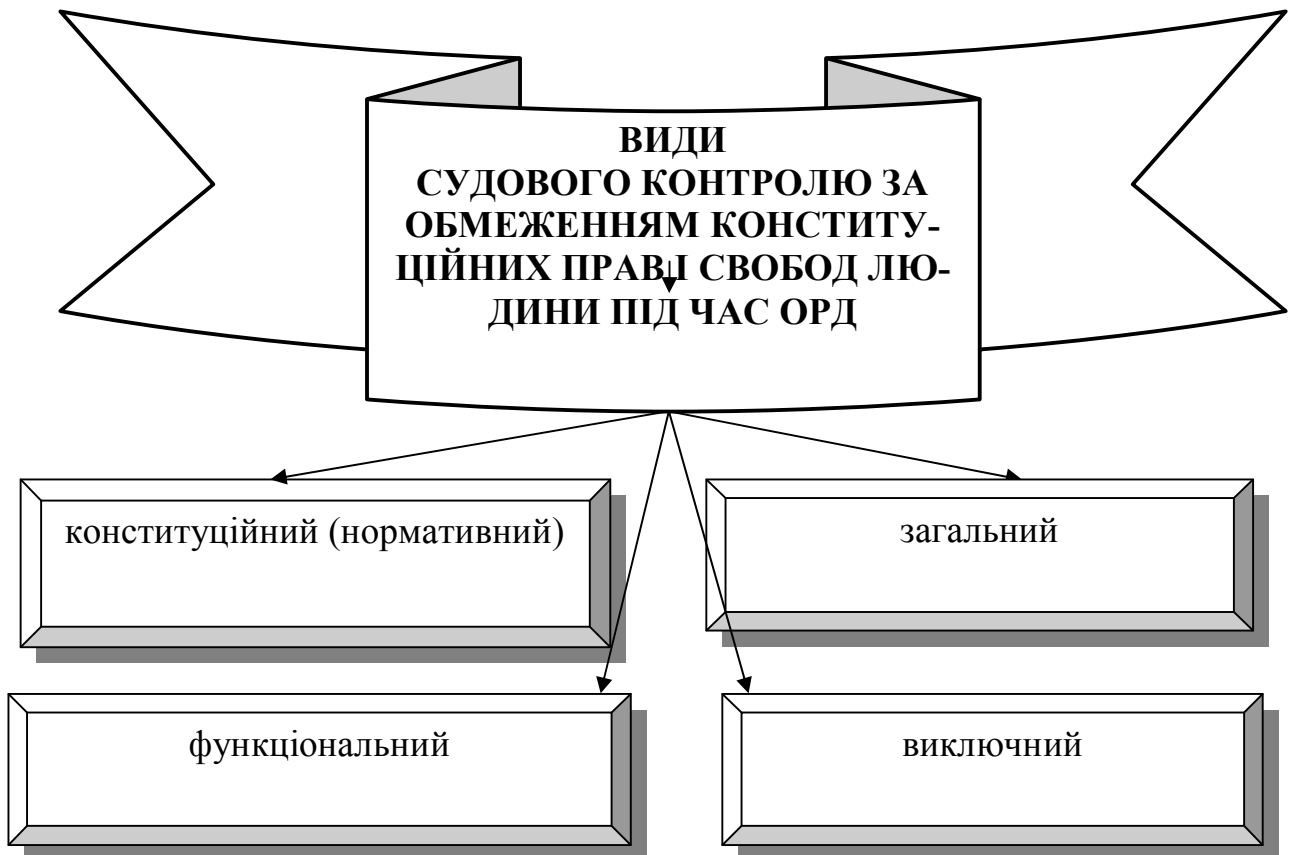 ВИДИ
СУДОВОГО КОНТРОЛЮ ЗА
ОБМЕЖЕННЯМ КОНСТИТУ-
ЦІЙНИХ ПРАВ І СВОБОД ЛЮ-
ДИНИ ПІД ЧАС ОРД
конституційний (нормативний)
загальний
функціональний
виключний